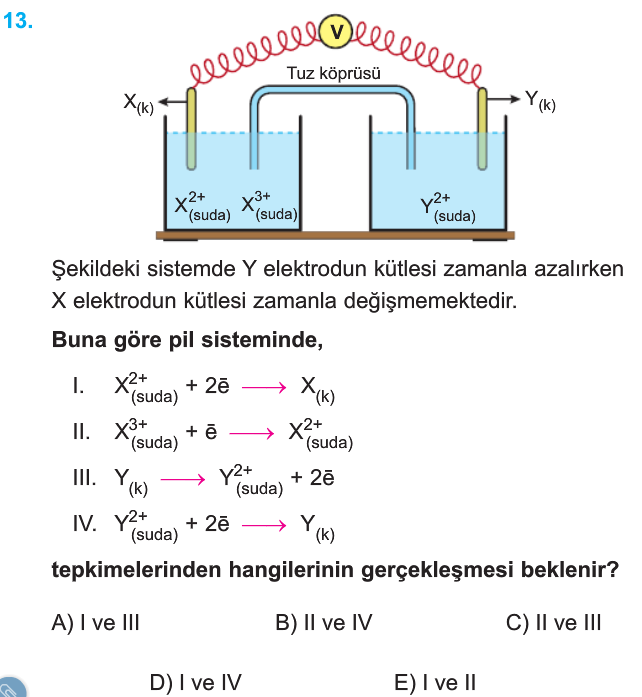 13.
V
Tuz köprüsü
X(k)
Y(k)
X2+(suda) X3+(suda)
Y2+(suda)
Şekildeki sistemde Y elektrodun kütlesi zamanla azalırken
X elektrodun kütlesi zamanla değişmemektedir.
Buna göre pil sisteminde,
I. X2+(suda) + 2ē ⟶ X(k)
II. X3+(suda) + ē ⟶ X2+(suda)
III. Y(k) ⟶ Y2+(suda) + 2ē
IV. Y2+(suda) + 2ē ⟶ Y(k)
tepkimelerinden hangilerinin gerçekleşmesi beklenir?
A) I ve III B) II ve IV C) II ve III
D) I ve IV E) I ve II